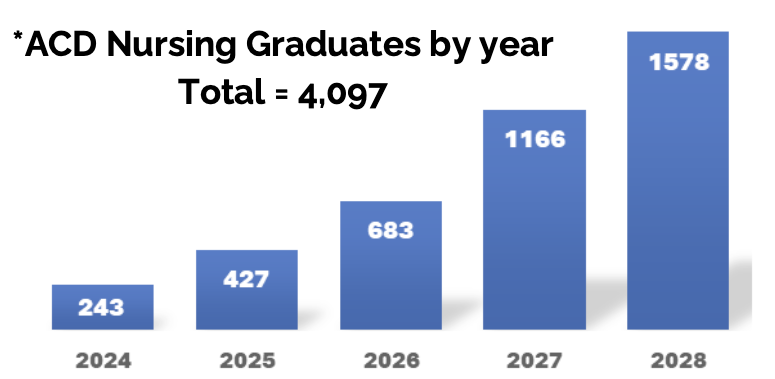 *ACD Nursing Graduates by year
Total = 4,097
1578
1166
683
427
243
2024 2025 2026 2027 2028